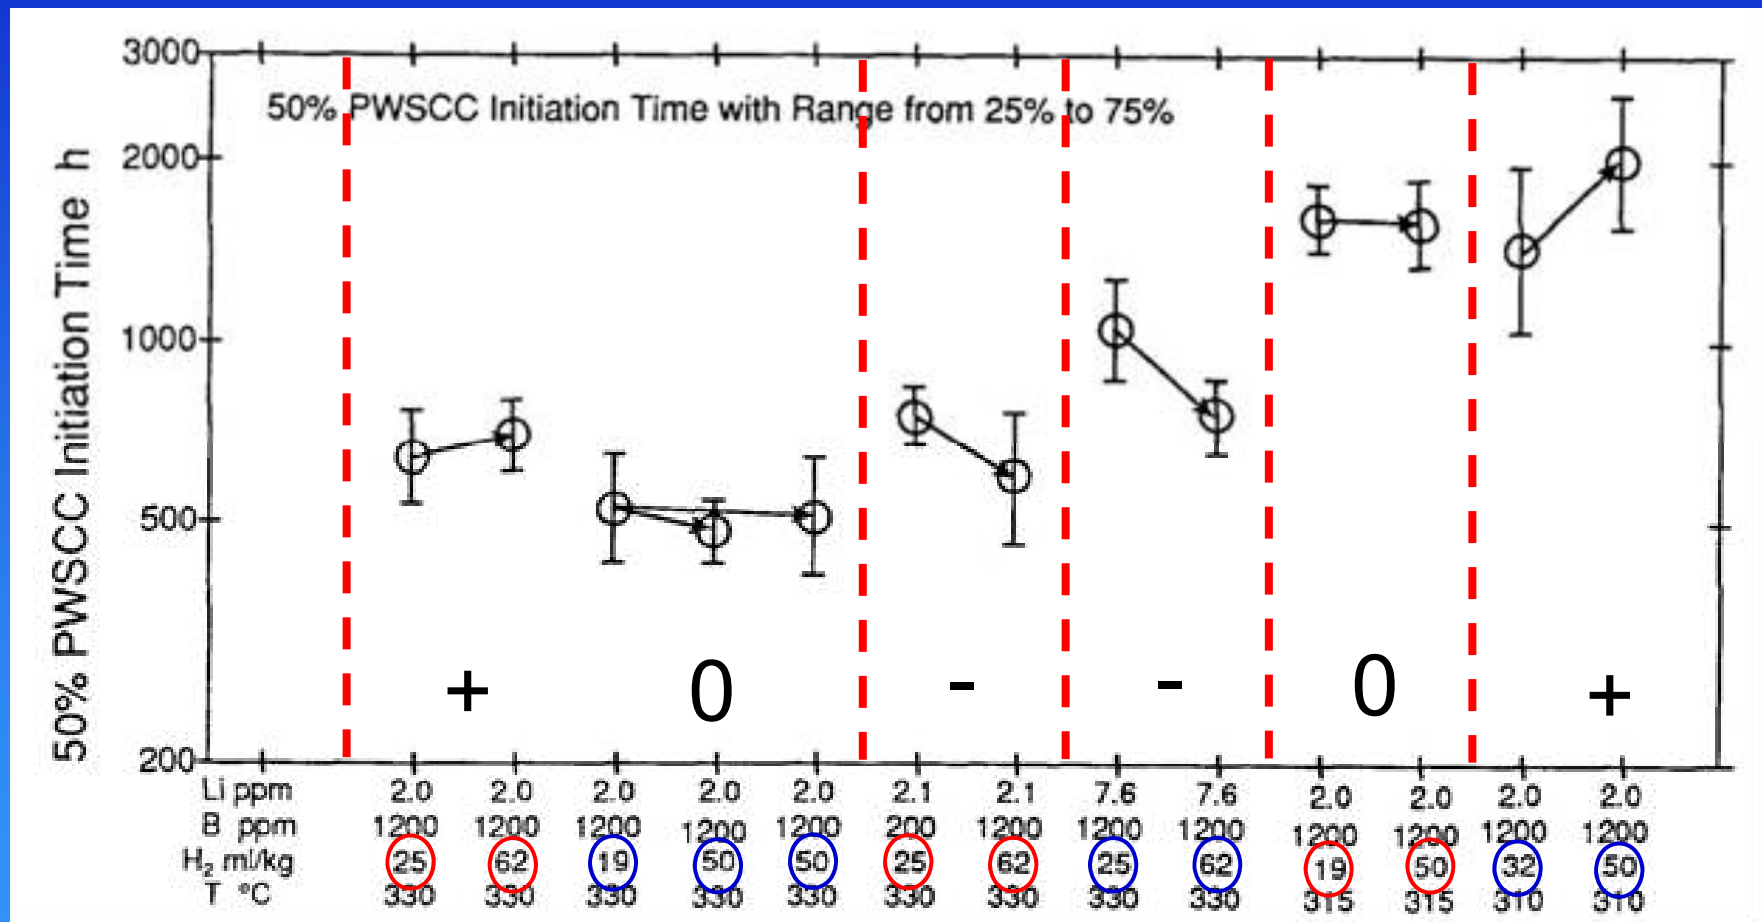 3000
50% PWSCC Initiation Time with Range from 25% to 75%
2000
1000
500
200
50% PWSCC Initiation Time h
+ 0 - - 0 +
Li ppm 2.0 2.0 2.0 2.0 2.0 2.1 2.1 7.6 7.6 2.0 2.0 2.0 2.0
B ppm 1200 1200 1200 1200 1200 200 1200 1200 1200 1200 1200 1200 1200
H₂ ml/kg 25 62 19 50 50 25 62 25 62 19 50 32 50
T °C 330 330 330 330 330 330 330 330 330 315 315 310 310